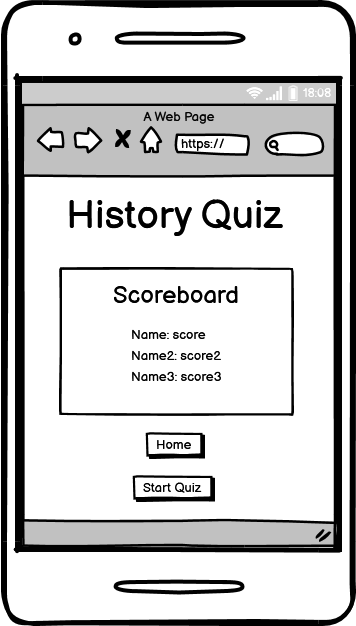 18:08
A Web Page
https://
History Quiz
Scoreboard
Name: score
Name2: score2
Name3: score3
Home
Start Quiz